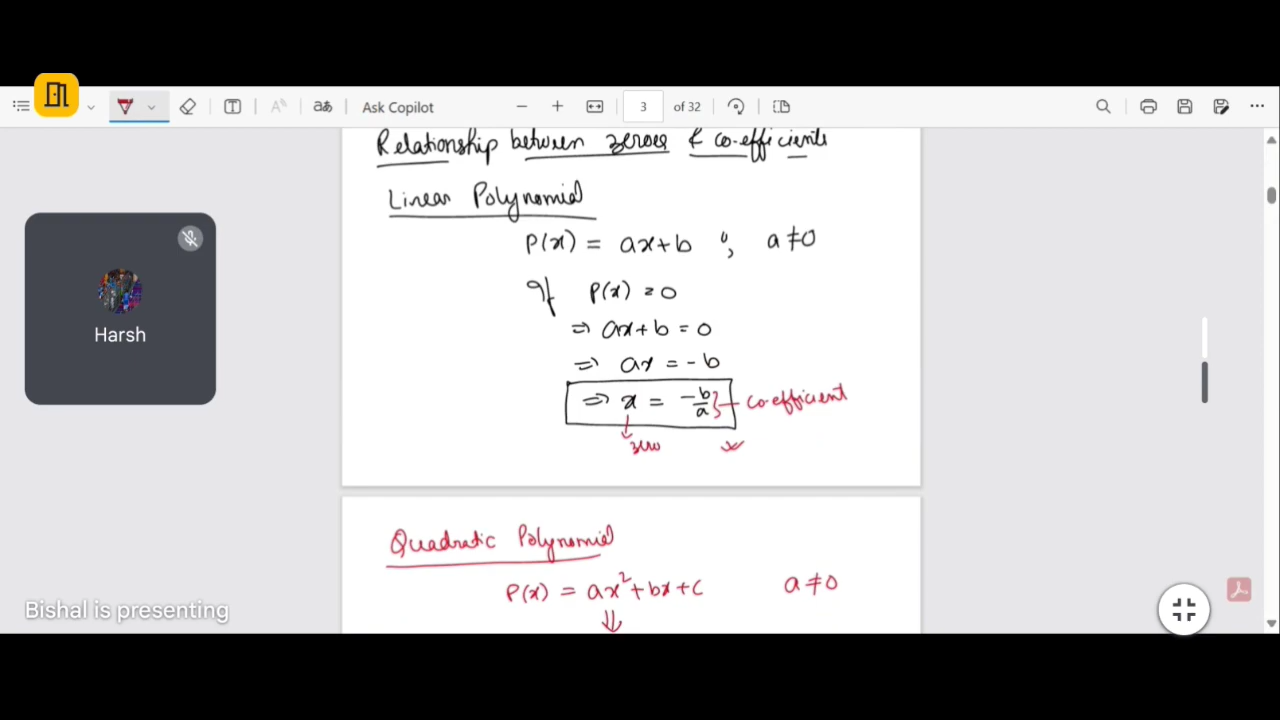 Ask Copilot
3 of 32
Relationship between zeroes & co-efficients
Linear Polynomial
P(x) = ax+b ; a≠0
If P(x) = 0
⇒ ax+b = 0
⇒ ax = -b
⇒ x = -b/a } co-efficient
zero
Harsh
Quadratic Polynomial
P(x) = ax²+bx+c a≠0
⇓
Bishal is presenting